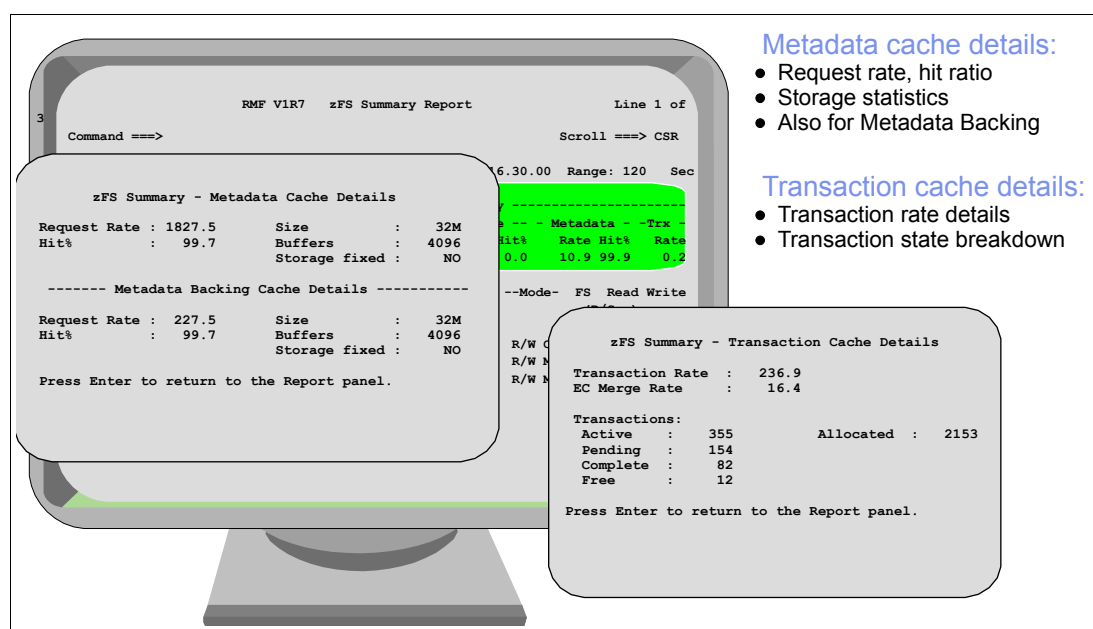 RMF V1R7 zFS Summary Report Line 1 of
3
Command ===> Scroll ===> CSR
6.30.00 Range: 120 Sec
- Metadata - -Trx -
Hit% Rate Hit% Rate
0.0 10.9 99.9 0.2
--Mode- FS Read Write
R/W
R/W
R/W
zFS Summary - Metadata Cache Details
Request Rate : 1827.5 Size : 32M
Hit% : 99.7 Buffers : 4096
Storage fixed : NO
------- Metadata Backing Cache Details -----------
Request Rate : 227.5 Size : 32M
Hit% : 99.7 Buffers : 4096
Storage fixed : NO
Press Enter to return to the Report panel.
zFS Summary - Transaction Cache Details
Transaction Rate : 236.9
EC Merge Rate : 16.4
Transactions:
Active : 355 Allocated : 2153
Pending : 154
Complete : 82
Free : 12
Press Enter to return to the Report panel.
Metadata cache details:
● Request rate, hit ratio
● Storage statistics
● Also for Metadata Backing
Transaction cache details:
● Transaction rate details
● Transaction state breakdown